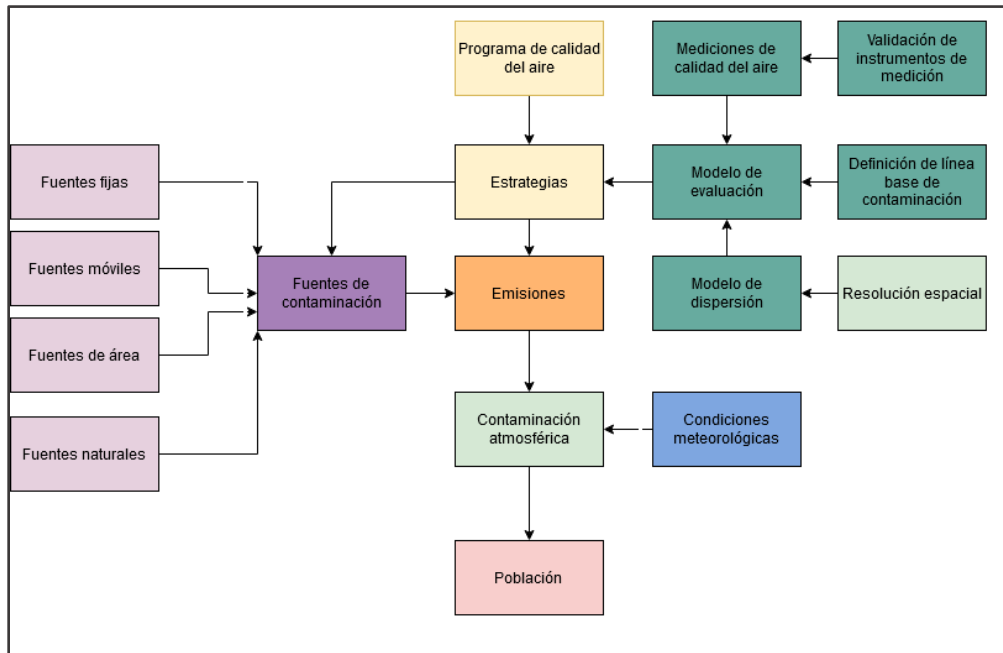 Programa de calidad
del aire
Mediciones de
calidad del aire
Validación de
instrumentos de
medición
Fuentes fijas
Estrategias
Modelo de
evaluación
Definición de línea
base de
contaminación
Fuentes móviles
Fuentes de
contaminación
Emisiones
Modelo de
dispersión
Resolución espacial
Fuentes de área
Fuentes naturales
Contaminación
atmosférica
Condiciones
meteorológicas
Población